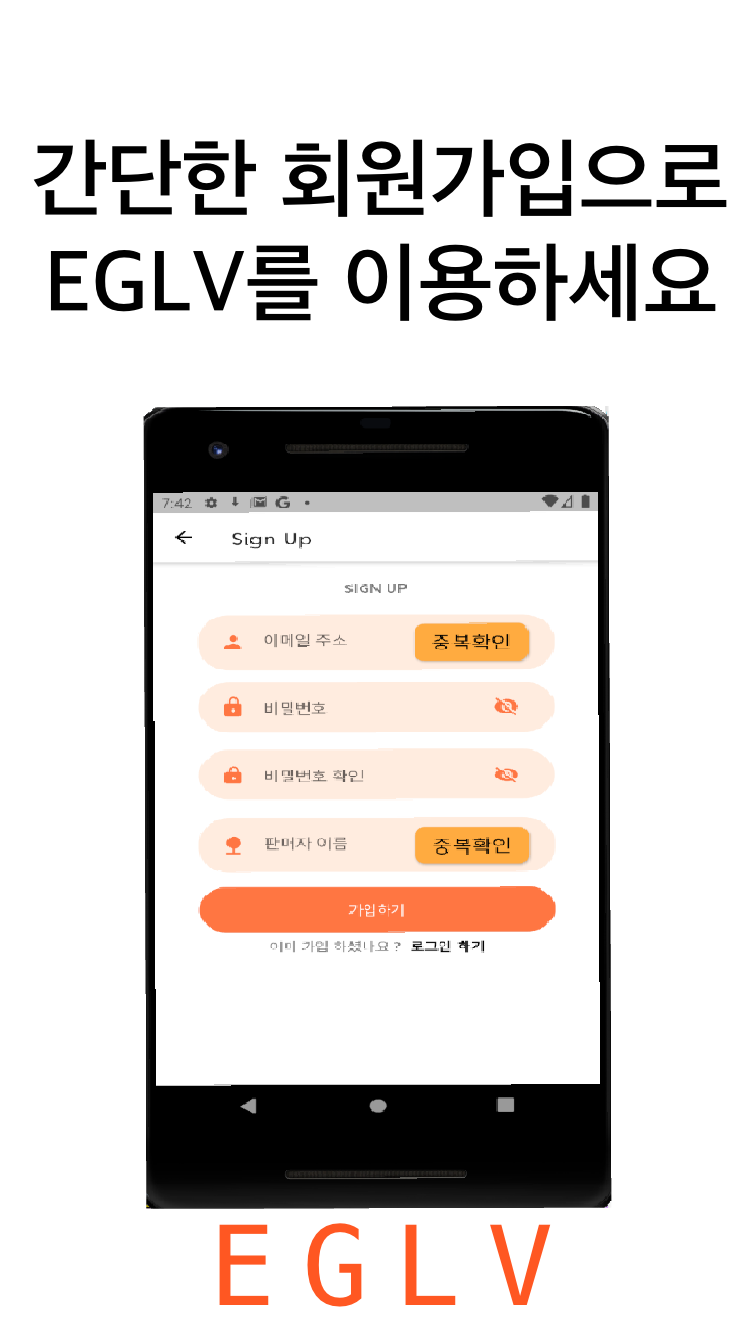 간단한 회원가입으로
EGLV를 이용하세요
7:42
Sign Up
SIGN UP
이메일 주소 중복확인
비밀번호
비밀번호 확인
판매자 이름 중복확인
가입하기
이미 가입 하셨나요 ? 로그인 하기
EGLV